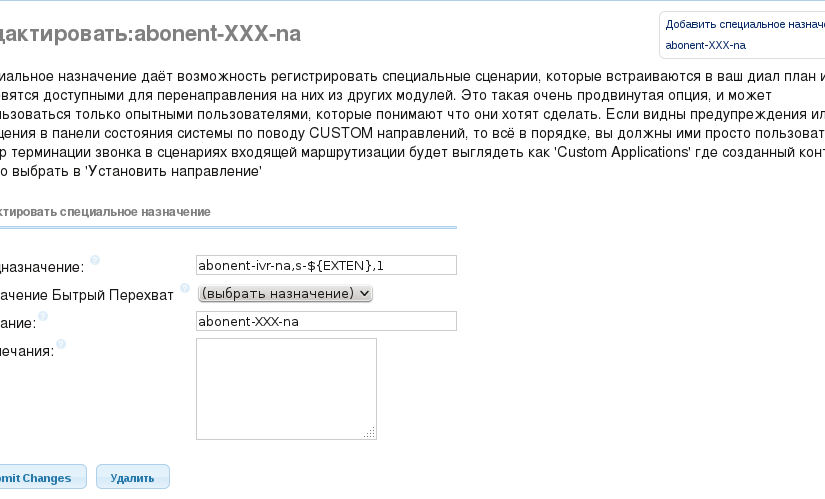 дактировать:abonent-XXX-na
Добавить специальное назначе
abonent-XXX-na
иальное назначение даёт возможность регистрировать специальные сценарии, которые встраиваются в ваш диал план и
вятся доступными для перенаправления на них из других модулей. Это такая очень продвинутая опция, и может
льзоваться только опытными пользователями, которые понимают что они хотят сделать. Если видны предупреждения ил
щения в панели состояния системы по поводу CUSTOM направлений, то всё в порядке, вы должны ими просто пользоват
р терминации звонка в сценариях входящей маршрутизации будет выглядеть как 'Custom Applications' где созданный конт
о выбрать в 'Установить направление'
ктировать специальное назначение
дназначение: ?
abonent-ivr-na,s-${EXTEN},1
ачение Бытрый Перехват ?
(выбрать назначение)
ание: ?
abonent-XXX-na
ечания: ?
mit Changes
Удалить